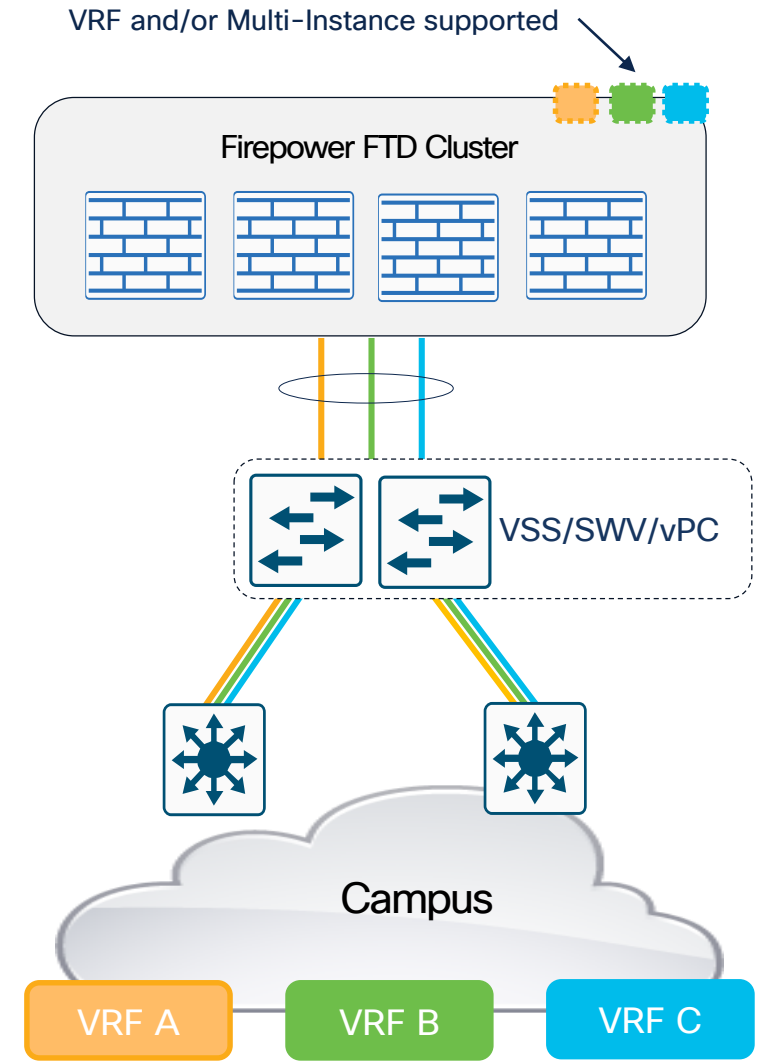 VRF and/or Multi-Instance supported
Firepower FTD Cluster
VSS/SWV/vPC
Campus
VRF A
VRF B
VRF C